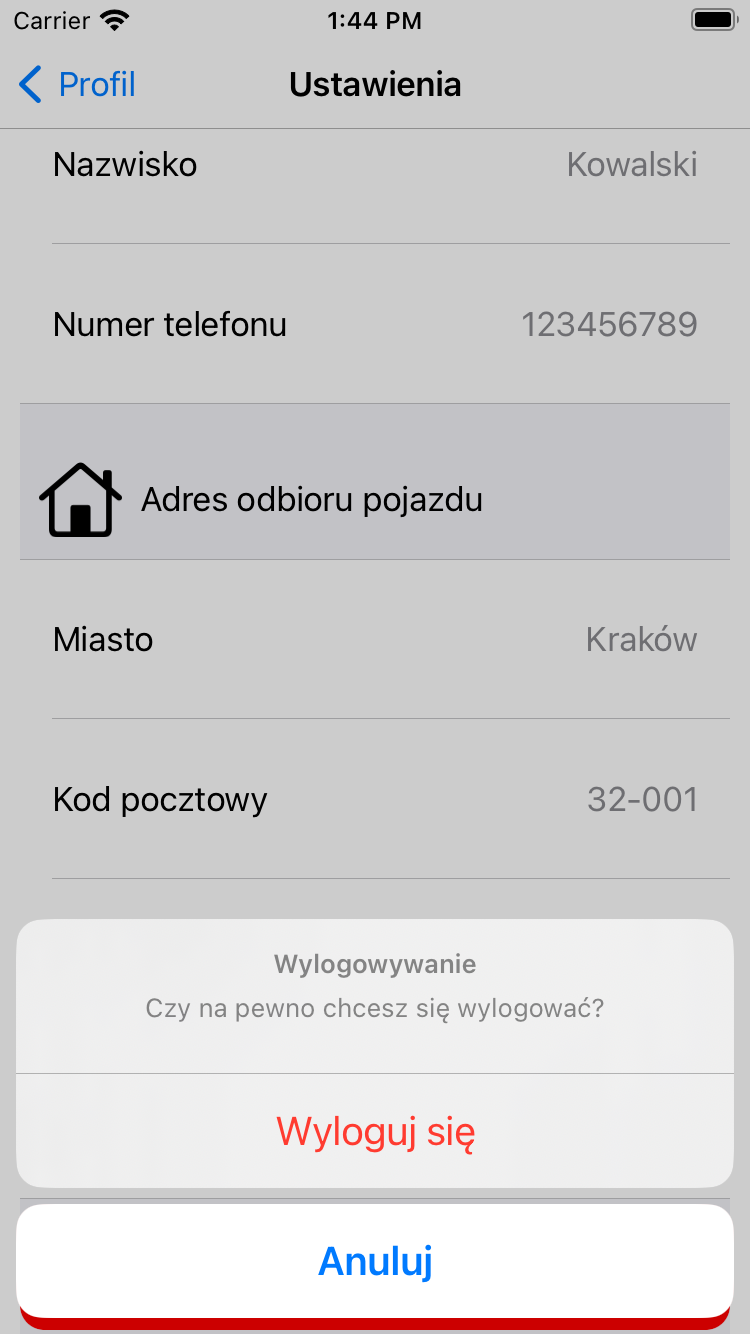 Carrier 1:44 PM
Profil Ustawienia
Nazwisko Kowalski
Numer telefonu 123456789
Adres odbioru pojazdu
Miasto Kraków
Kod pocztowy 32-001
Wylogowywanie
Czy na pewno chcesz się wylogować?
Wyloguj się
Anuluj